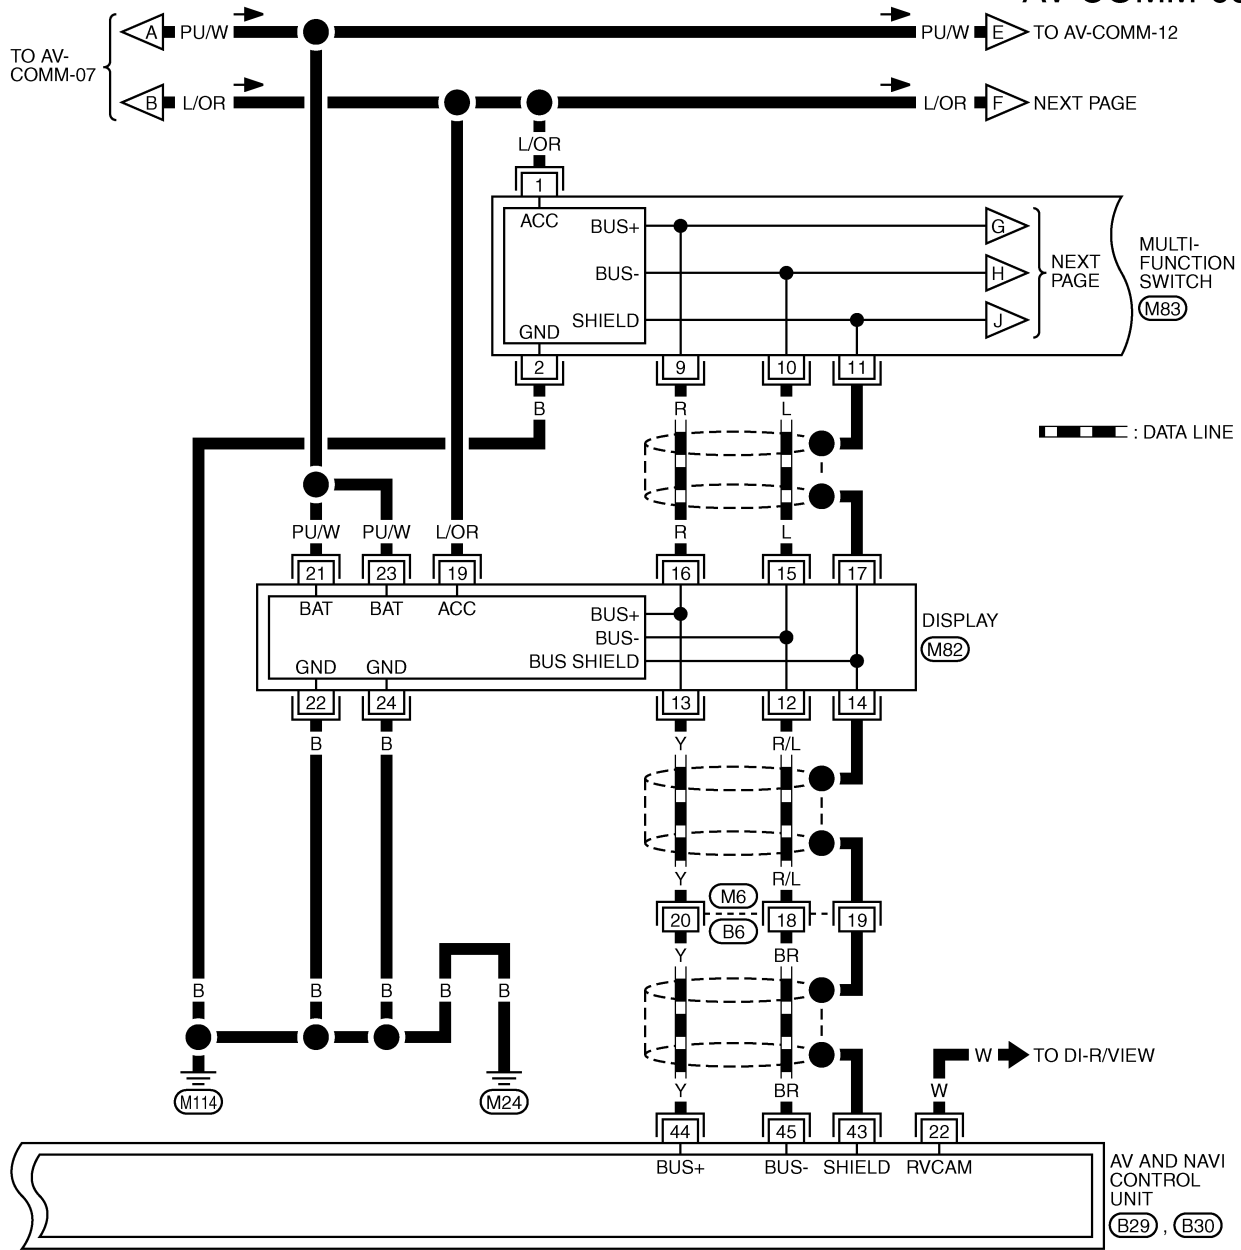 A PU/W PU/W E TO AV-COMM-12
TO AV-
COMM-07
B L/OR L/OR F NEXT PAGE
L/OR
1
ACC
BUS+ G
BUS- H
SHIELD J
GND
NEXT
PAGE
MULTI-
FUNCTION
SWITCH
M83
2 9 10 11
B R L
: DATA LINE
PU/W PU/W L/OR R L
21 23 19 16 15 17
BAT BAT ACC
BUS+
BUS-
BUS SHIELD
GND GND
DISPLAY
M82
22 24 13 12 14
B B Y R/L
Y R/L
M6
20 18 19
B6
Y BR
B B B B B
W TO DI-R/VIEW
M114 M24
Y BR W
44 45 43 22
BUS+ BUS- SHIELD RVCAM
AV AND NAVI
CONTROL
UNIT
B29 , B30